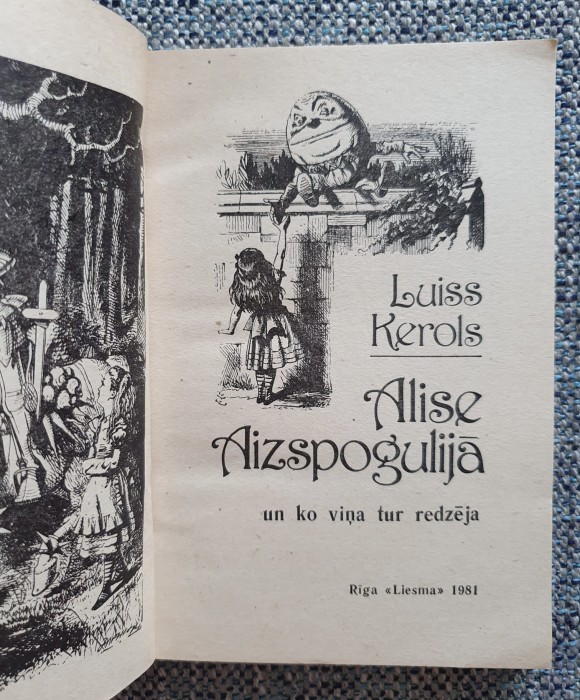 Luiss
Kerols
Alise
Aizspogulijā
un ko viņa tur redzēja
Rīga «Liesma» 1981